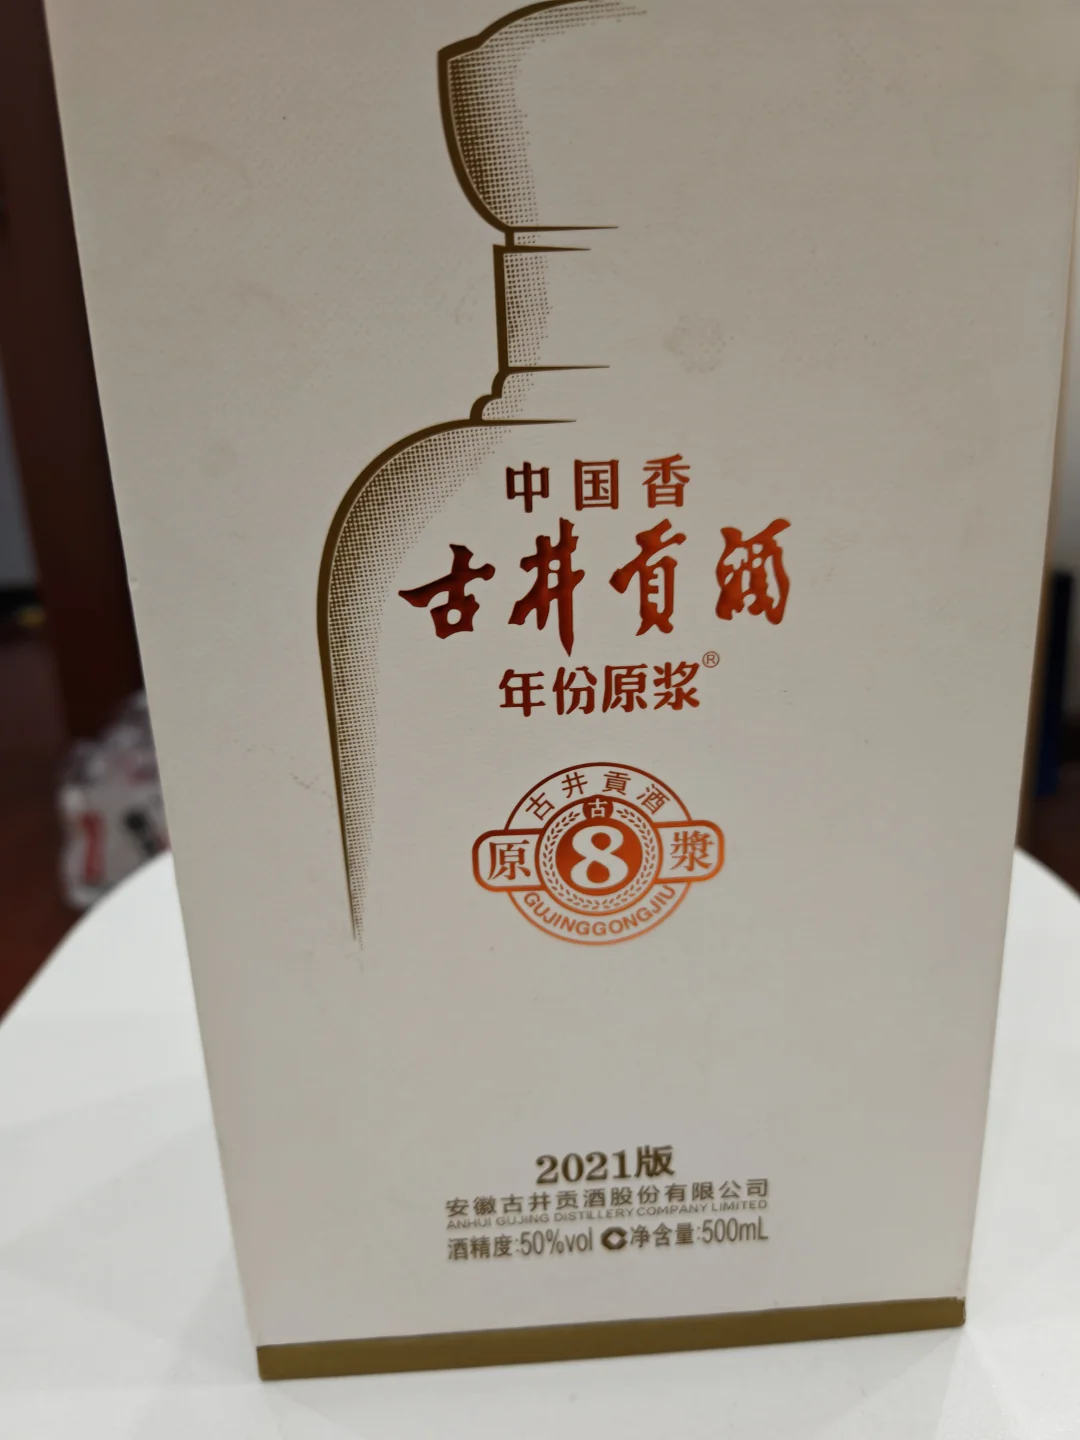 中国香
古井贡酒
年份原浆®
古井貢酒
古
原 8 漿
GUJINGGONGJIU
2021版
安徽古井贡酒股份有限公司
ANHUI GUJING DISTILLERY COMPANY LIMITED
酒精度:50%vol 净含量:500mL